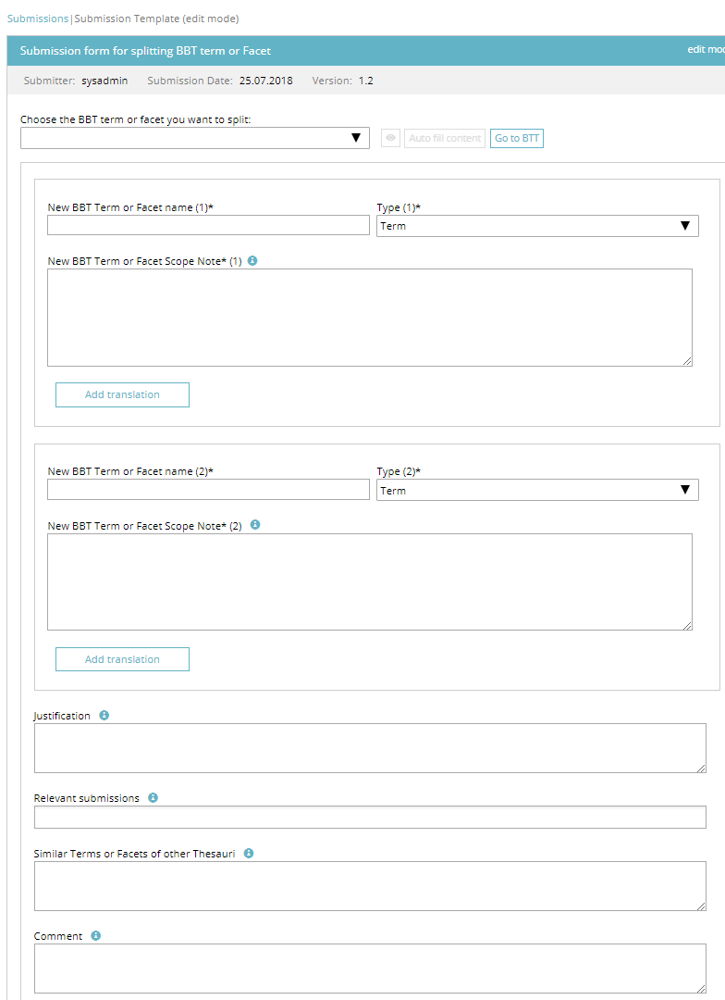 Submissions|Submission Template (edit mode)
Submission form for splitting BBT term or Facet edit mo
Submitter: sysadmin Submission Date: 25.07.2018 Version: 1.2
Choose the BBT term or facet you want to split:
Auto fill content Go to BTT
New BBT Term or Facet name (1)* Type (1)*
Term
New BBT Term or Facet Scope Note* (1)
Add translation
New BBT Term or Facet name (2)* Type (2)*
Term
New BBT Term or Facet Scope Note* (2)
Add translation
Justification
Relevant submissions
Similar Terms or Facets of other Thesauri
Comment